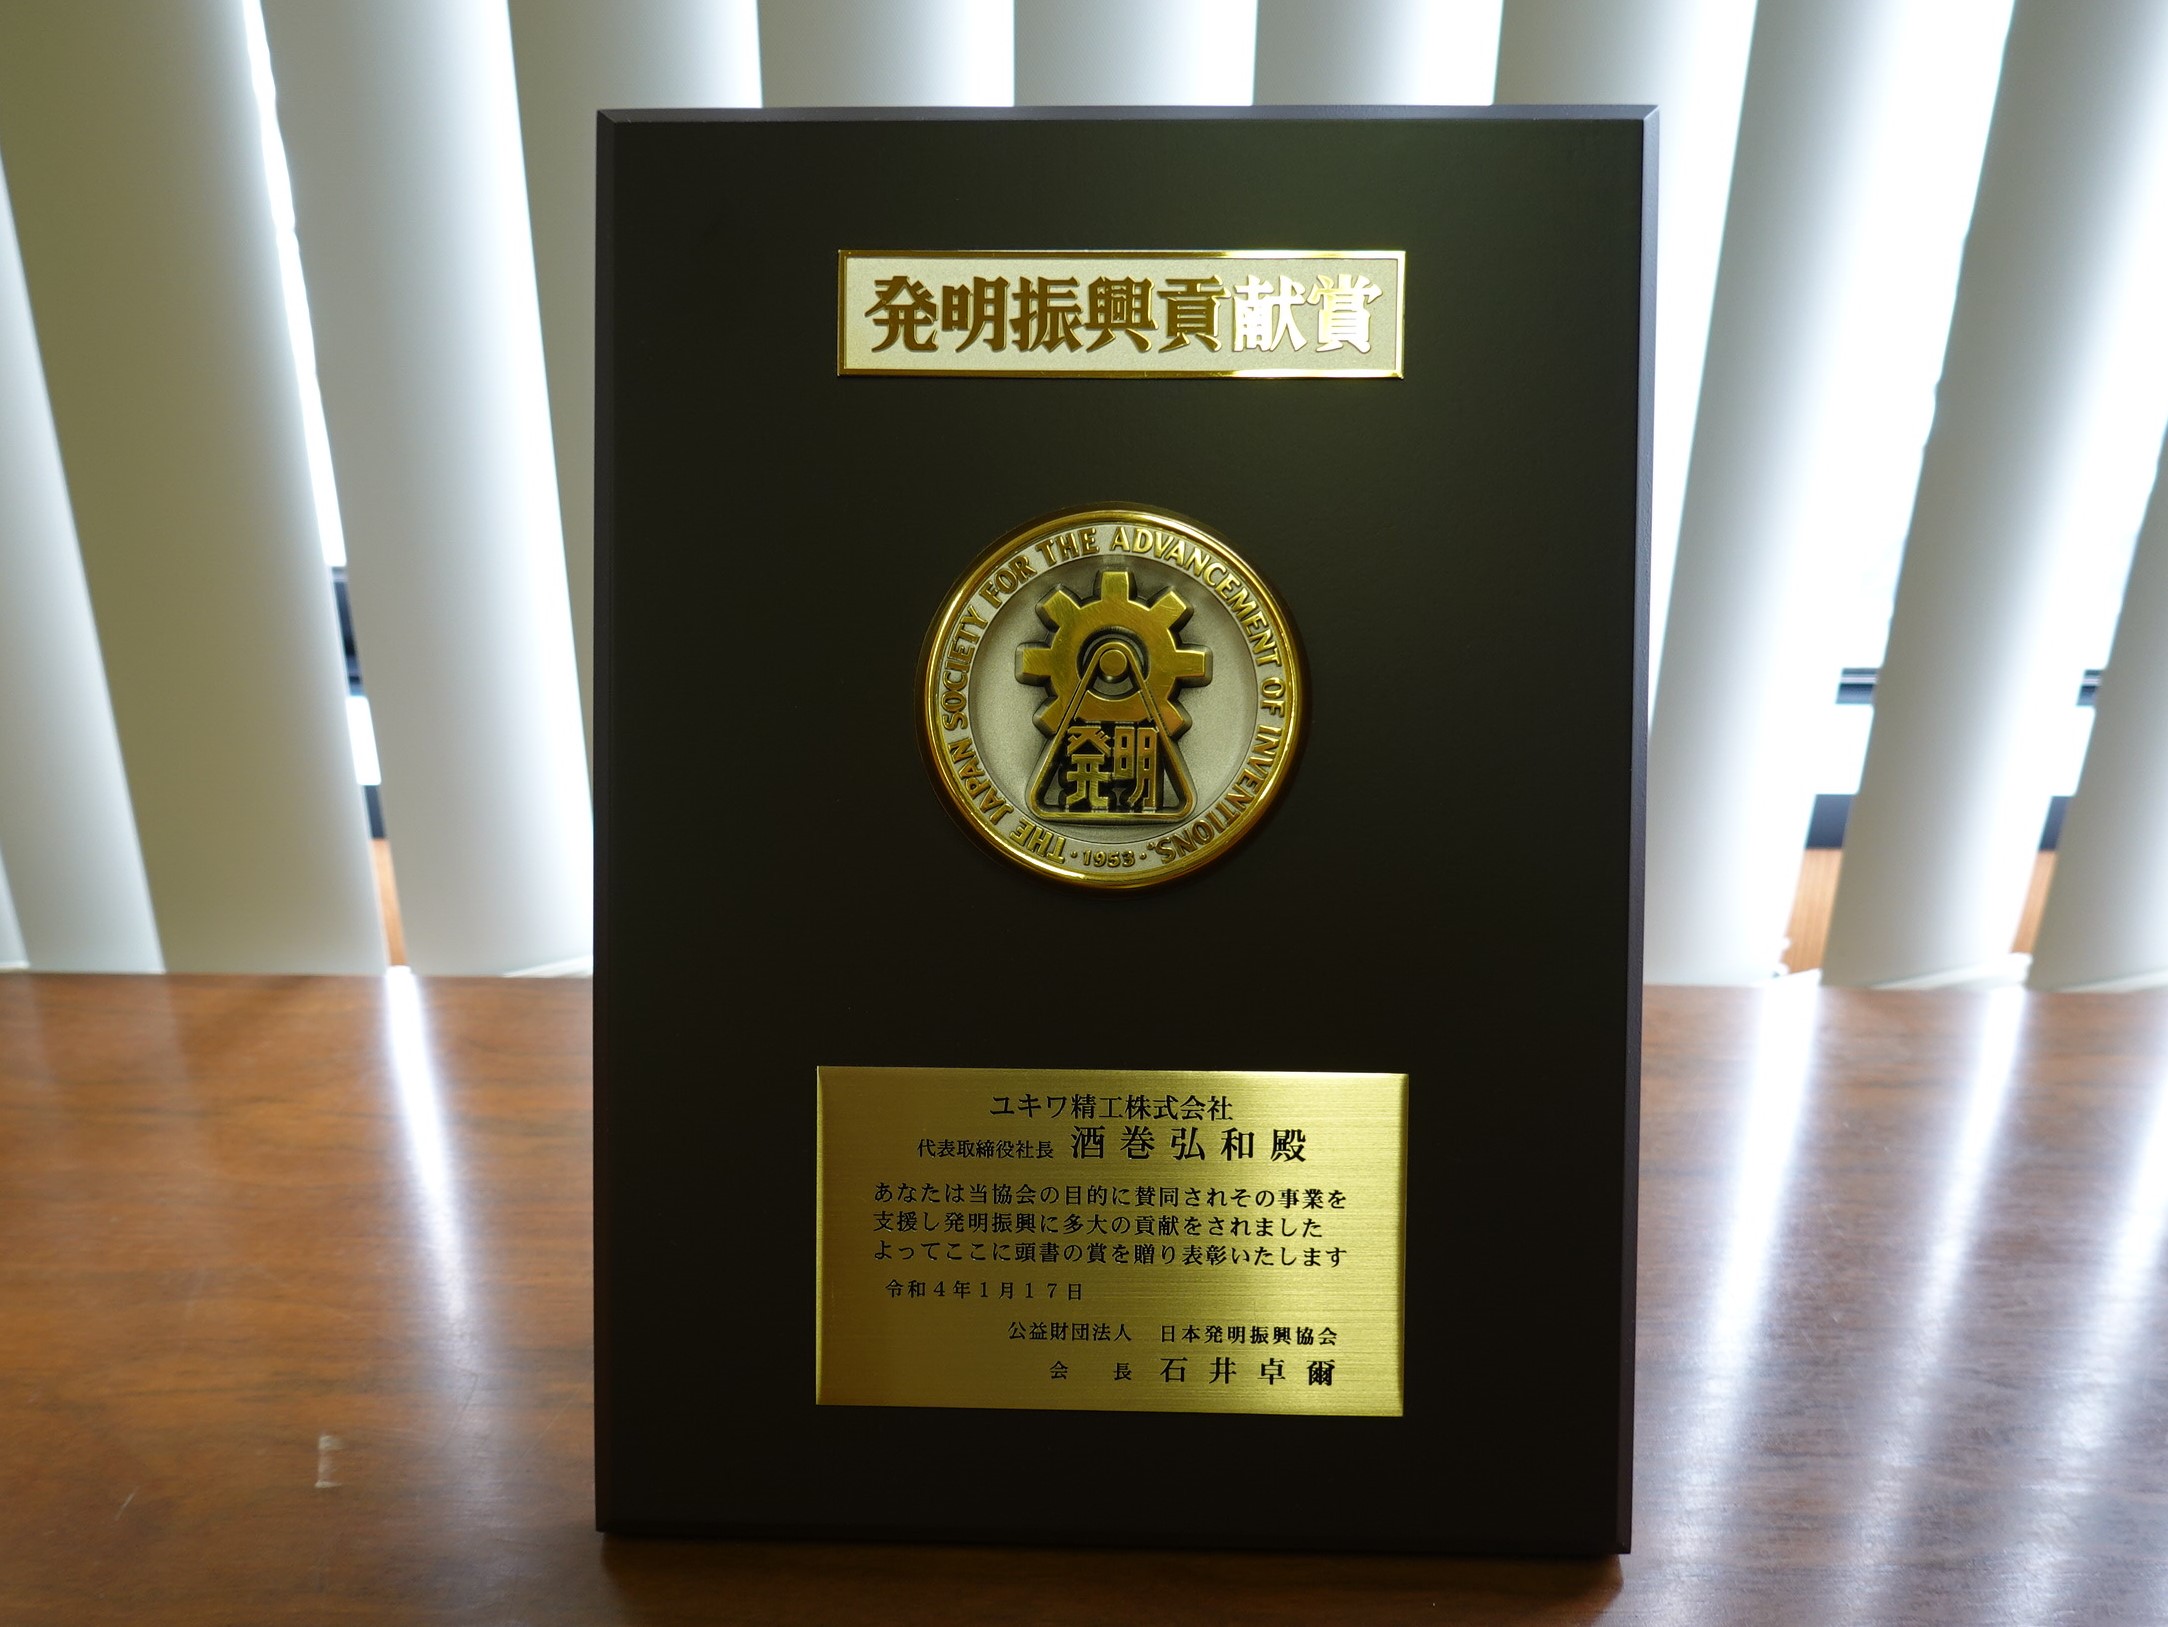 発明振興貢献賞
THE JAPAN SOCIETY FOR THE ADVANCEMENT OF INVENTIONS.
・1953・
発明
ユキワ精工株式会社
代表取締役社長 酒巻弘和殿
あなたは当協会の目的に賛同されその事業を
支援し発明振興に多大の貢献をされました
よってここに頭書の賞を贈り表彰いたします
令和4年1月17日
公益財団法人 日本発明振興協会
会 長 石井卓爾